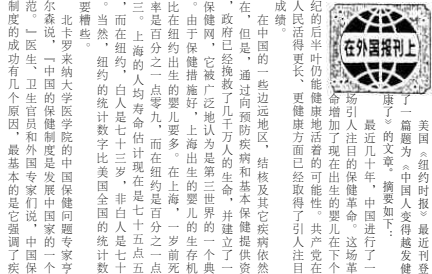 在外国报刊上
美国《纽约时报》最近刊登
了一篇题为《中国人变得越发健
康了》的文章。摘要如下：
最近几十年，中国进行了一
场引人注目的保健革命。这场革
命增加了现在出生的婴儿在下个
纪的后半叶仍能健康地活着的可能性。共产党在
人民活得更长、更健康方面已经取得了引人注目
成绩。
在中国的一些边远地区，结核及其它疾病依然
在，但是，通过向预防疾病和基本保健提供资
，政府已经挽救了几千万人的生命，并建立了一
保健网，它被广泛地认为是第三世界的一个典
。由于保健措施好，上海出生的婴儿的生存机
比在纽约出生的婴儿要多。在上海，一岁前死
率是百分之一点零九，而在纽约是百分之一点
三。上海的人均寿命估计现在是七十五点五
，而在纽约，白人是七十三岁，非白人是七十
。当然，纽约的统计数字比美国全国的统计数
要糟些。
北卡罗来纳大学医学院的中国保健问题专家亨
尔森说，「中国的保健制度是发展中国家的一个
范。」医生、卫生官员和外国专家们说，中国保
制度的成功有几个原因，最基本的是它强调了疾